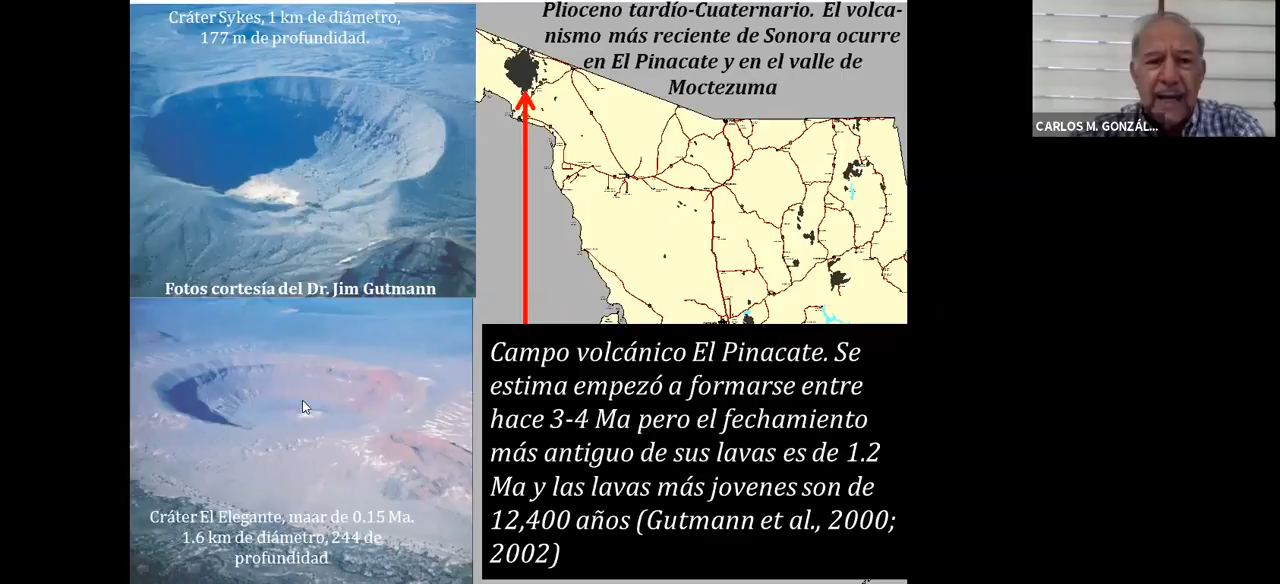 Cráter Sykes, 1 km de diámetro,
177 m de profundidad.
Fotos cortesía del Dr. Jim Gutmann
Cráter El Elegante, maar de 0.15 Ma.
1.6 km de diámetro, 244 de
profundidad
Plioceno tardío-Cuaternario. El volca-
nismo más reciente de Sonora ocurre
en El Pinacate y en el valle de
Moctezuma
Campo volcánico El Pinacate. Se
estima empezó a formarse entre
hace 3-4 Ma pero el fechamiento
más antiguo de sus lavas es de 1.2
Ma y las lavas más jovenes son de
12,400 años (Gutmann et al., 2000;
2002)
CARLOS M. GONZÁL...